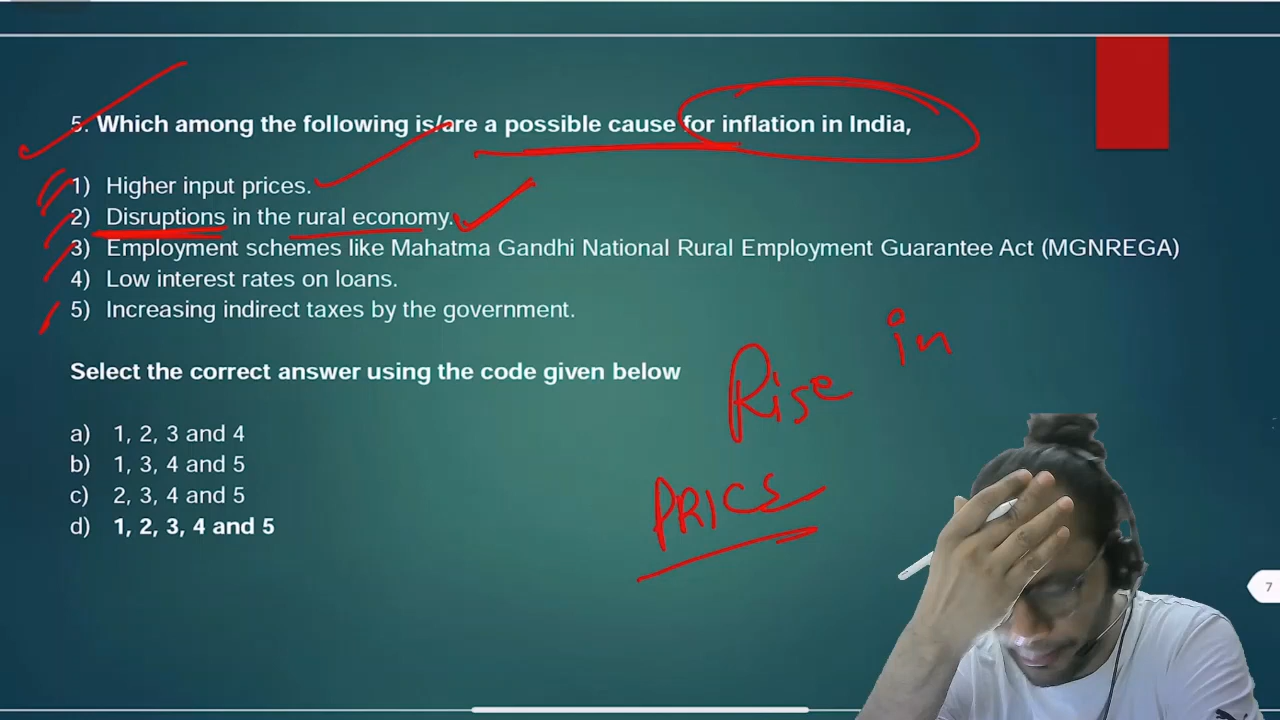 5. Which among the following is/are a possible cause for inflation in India,
1) Higher input prices.
2) Disruptions in the rural economy.
3) Employment schemes like Mahatma Gandhi National Rural Employment Guarantee Act (MGNREGA)
4) Low interest rates on loans.
5) Increasing indirect taxes by the government.
Select the correct answer using the code given below
Rise in
a) 1, 2, 3 and 4
b) 1, 3, 4 and 5
c) 2, 3, 4 and 5
PRICS
d) 1, 2, 3, 4 and 5
7